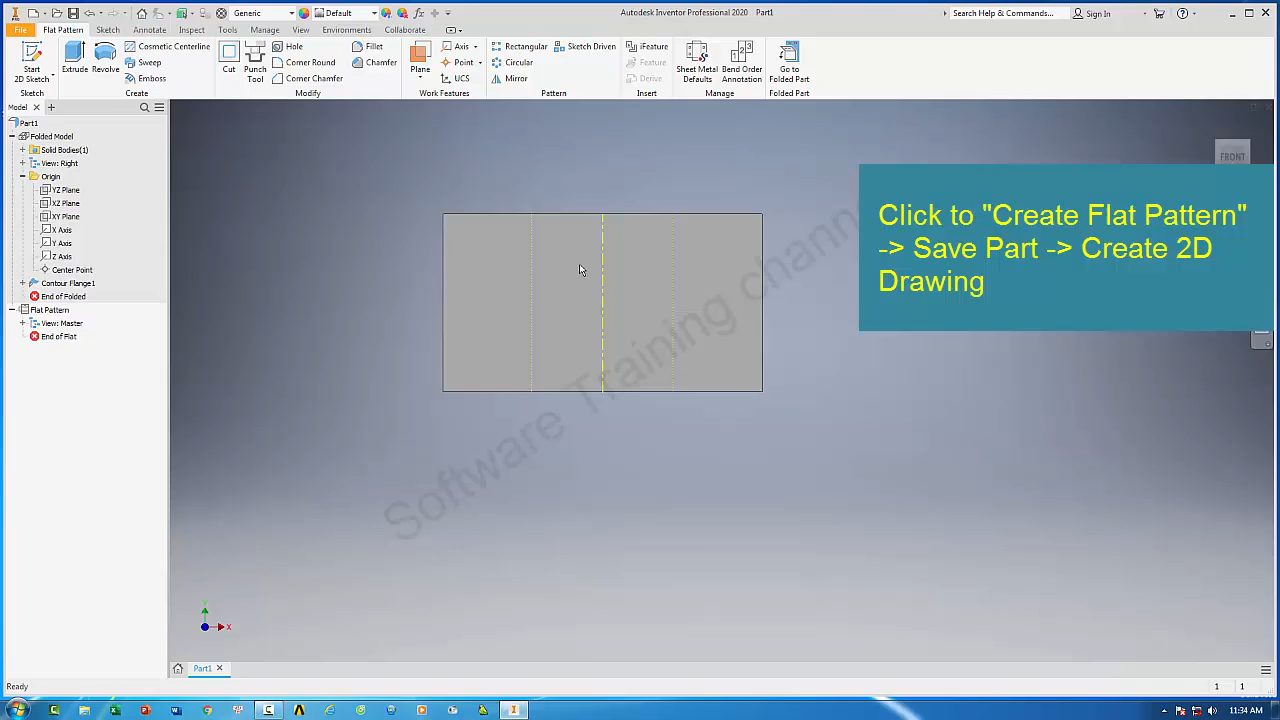 Generic
Default
Autodesk Inventor Professional 2020 Part1
Search Help & Commands...
Sign In
File
Flat Pattern
Sketch
Annotate
Inspect
Tools
Manage
View
Environments
Collaborate
Start
2D Sketch
Sketch
Extrude
Revolve
Cosmetic Centerline
Sweep
Emboss
Create
Cut
Punch
Tool
Hole
Corner Round
Corner Chamfer
Fillet
Chamfer
Modify
Plane
Axis
Point
UCS
Work Features
Rectangular
Circular
Mirror
Sketch Driven
Pattern
iFeature
Feature
Derive
Insert
Sheet Metal
Defaults
Bend Order
Annotation
Manage
Go to
Folded Part
Folded Part
Model
Part1
Folded Model
Solid Bodies(1)
View: Right
Origin
YZ Plane
XZ Plane
XY Plane
X Axis
Y Axis
Z Axis
Center Point
Contour Flange1
End of Folded
Flat Pattern
View: Master
End of Flat
FRONT
Click to "Create Flat Pattern"
-> Save Part -> Create 2D
Drawing
Software Training channel
Y
X
Part1
Ready
1 1
11:34 AM